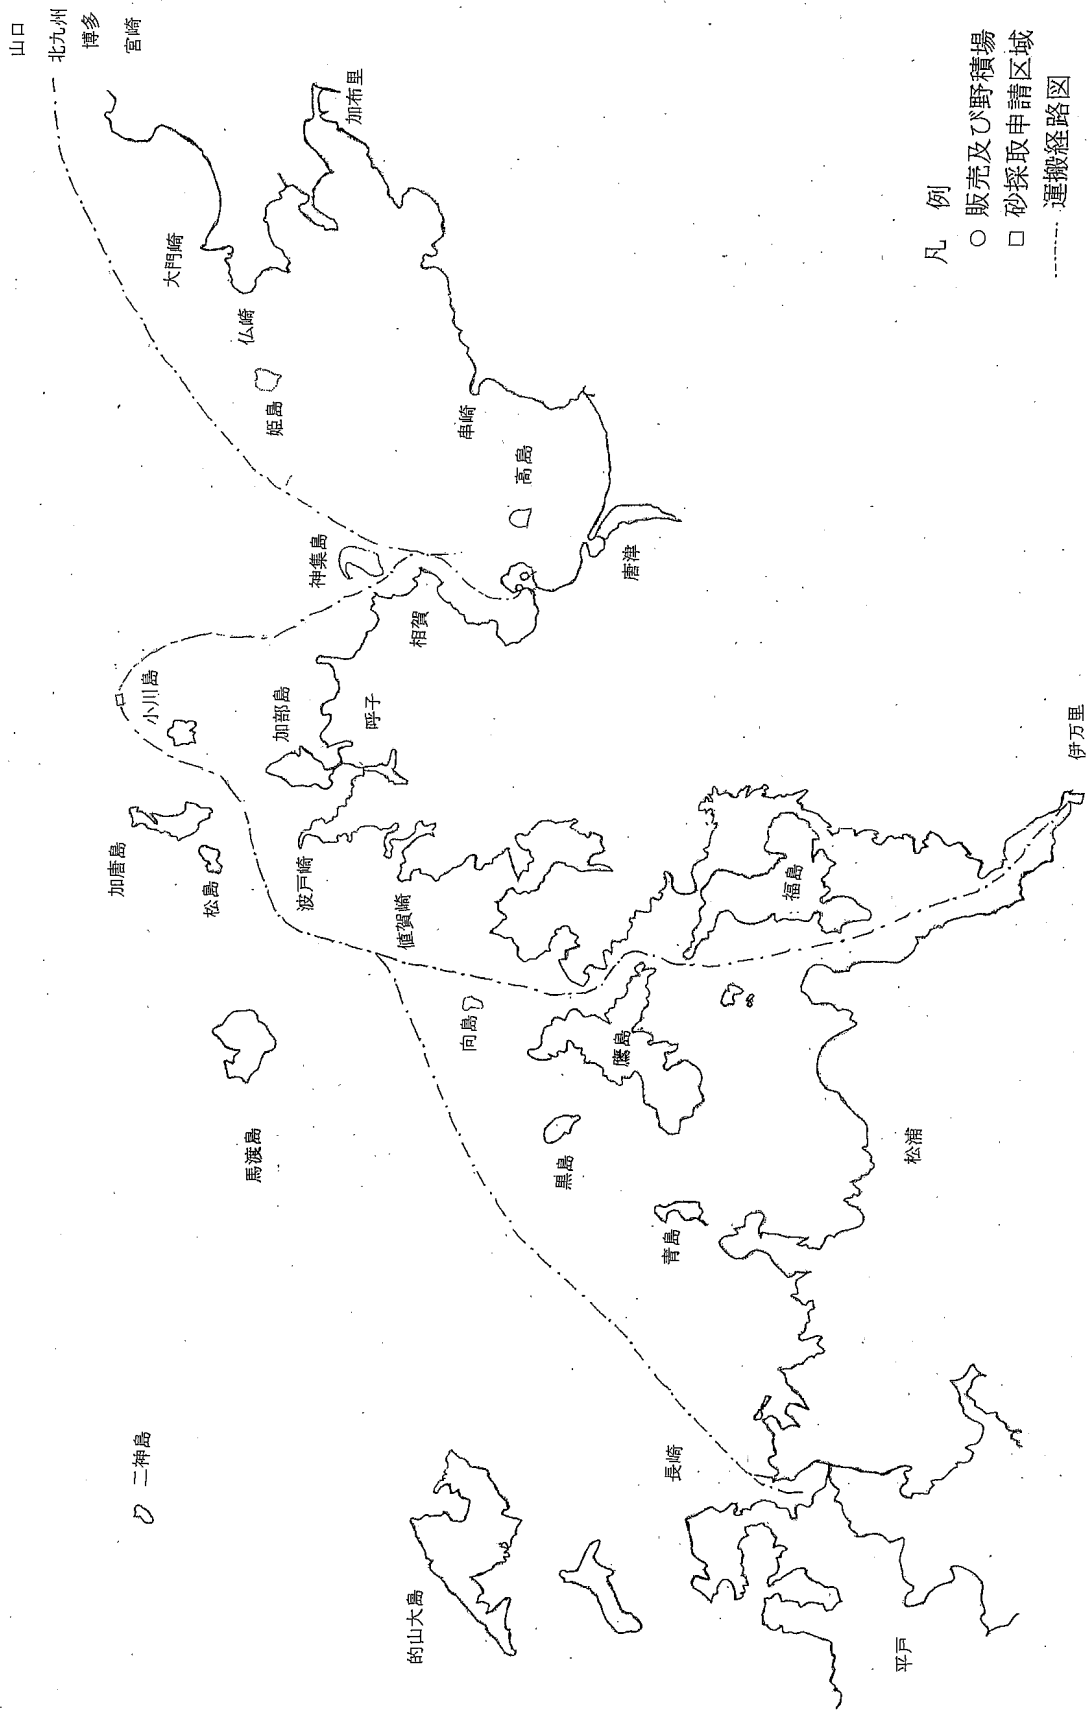 山口
北九州
博多
宮崎
加布里
大門崎
仏崎
姫島
串崎
高島
神集島
唐津
相賀
小川島
加部島
呼子
加唐島
松島
波戸崎
値賀崎
福島
伊万里
向島
鷹島
馬渡島
黒島
松浦
青島
二神島
長崎
的山大島
平戸
凡 例
○ 販売及び野積場
□ 砂採取申請区域
運搬経路図